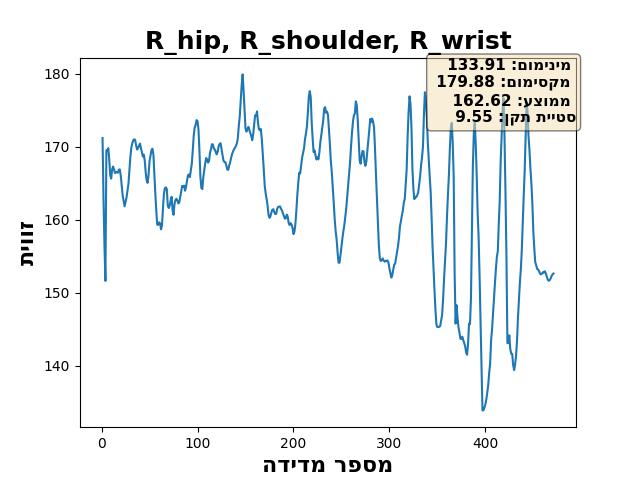 R_hip, R_shoulder, R_wrist
מינימום: 133.91
מקסימום: 179.88
ממוצע: 162.62
סטיית תקן: 9.55
זווית
180
170
160
150
140
0 100 200 300 400
מספר מדידה